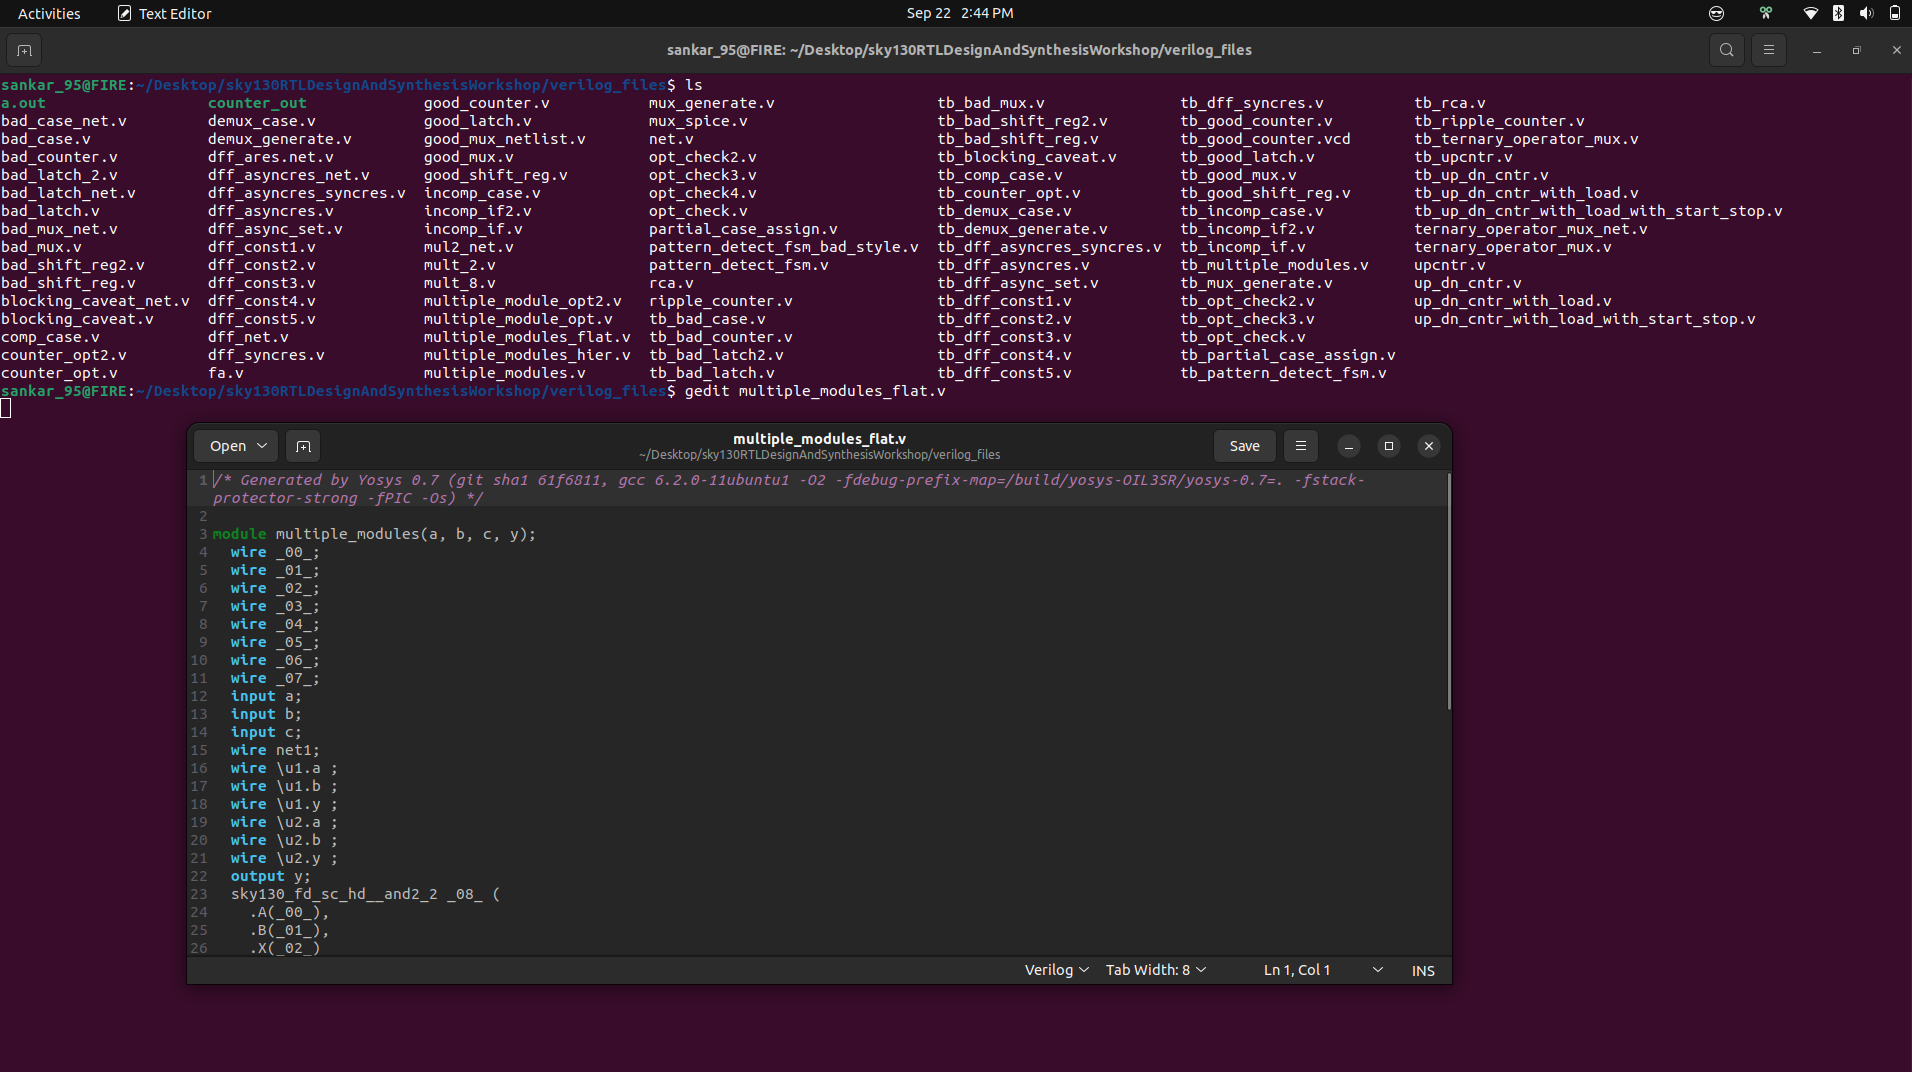 Activities Text Editor Sep 22 2:44 PM
sankar_95@FIRE: ~/Desktop/sky130RTLDesignAndSynthesisWorkshop/verilog_files
sankar_95@FIRE:~/Desktop/sky130RTLDesignAndSynthesisWorkshop/verilog_files$ ls
a.out counter_out good_counter.v mux_generate.v tb_bad_mux.v tb_dff_syncres.v tb_rca.v
bad_case_net.v demux_case.v good_latch.v mux_spice.v tb_bad_shift_reg2.v tb_good_counter.v tb_ripple_counter.v
bad_case.v demux_generate.v good_mux_netlist.v net.v tb_bad_shift_reg.v tb_good_counter.vcd tb_ternary_operator_mux.v
bad_counter.v dff_ares.net.v good_mux.v opt_check2.v tb_blocking_caveat.v tb_good_latch.v tb_upcntr.v
bad_latch_2.v dff_asyncres_net.v good_shift_reg.v opt_check3.v tb_comp_case.v tb_good_mux.v tb_up_dn_cntr.v
bad_latch_net.v dff_asyncres_syncres.v incomp_case.v opt_check4.v tb_counter_opt.v tb_good_shift_reg.v tb_up_dn_cntr_with_load.v
bad_latch.v dff_asyncres.v incomp_if2.v opt_check.v tb_demux_case.v tb_incomp_case.v tb_up_dn_cntr_with_load_with_start_stop.v
bad_mux_net.v dff_async_set.v incomp_if.v partial_case_assign.v tb_demux_generate.v tb_incomp_if2.v ternary_operator_mux_net.v
bad_mux.v dff_const1.v mul2_net.v pattern_detect_fsm_bad_style.v tb_dff_asyncres_syncres.v tb_incomp_if.v ternary_operator_mux.v
bad_shift_reg2.v dff_const2.v mult_2.v pattern_detect_fsm.v tb_dff_asyncres.v tb_multiple_modules.v upcntr.v
bad_shift_reg.v dff_const3.v mult_8.v rca.v tb_dff_async_set.v tb_mux_generate.v up_dn_cntr.v
blocking_caveat_net.v dff_const4.v multiple_module_opt2.v ripple_counter.v tb_dff_const1.v tb_opt_check2.v up_dn_cntr_with_load.v
blocking_caveat.v dff_const5.v multiple_module_opt.v tb_bad_case.v tb_dff_const2.v tb_opt_check3.v up_dn_cntr_with_load_with_start_stop.v
comp_case.v dff_net.v multiple_modules_flat.v tb_bad_counter.v tb_dff_const3.v tb_opt_check.v
counter_opt2.v dff_syncres.v multiple_modules_hier.v tb_bad_latch2.v tb_dff_const4.v tb_partial_case_assign.v
counter_opt.v fa.v multiple_modules.v tb_bad_latch.v tb_dff_const5.v tb_pattern_detect_fsm.v
sankar_95@FIRE:~/Desktop/sky130RTLDesignAndSynthesisWorkshop/verilog_files$ gedit multiple_modules_flat.v
Open multiple_modules_flat.v Save
~/Desktop/sky130RTLDesignAndSynthesisWorkshop/verilog_files
1 /* Generated by Yosys 0.7 (git sha1 61f6811, gcc 6.2.0-11ubuntu1 -O2 -fdebug-prefix-map=/build/yosys-OIL3SR/yosys-0.7=. -fstack-
protector-strong -fPIC -Os) */
2
3 module multiple_modules(a, b, c, y);
4 wire _00_;
5 wire _01_;
6 wire _02_;
7 wire _03_;
8 wire _04_;
9 wire _05_;
10 wire _06_;
11 wire _07_;
12 input a;
13 input b;
14 input c;
15 wire net1;
16 wire \u1.a ;
17 wire \u1.b ;
18 wire \u1.y ;
19 wire \u2.a ;
20 wire \u2.b ;
21 wire \u2.y ;
22 output y;
23 sky130_fd_sc_hd__and2_2 _08_ (
24 .A(_00_),
25 .B(_01_),
26 .X(_02_)
Verilog Tab Width: 8 Ln 1, Col 1 INS